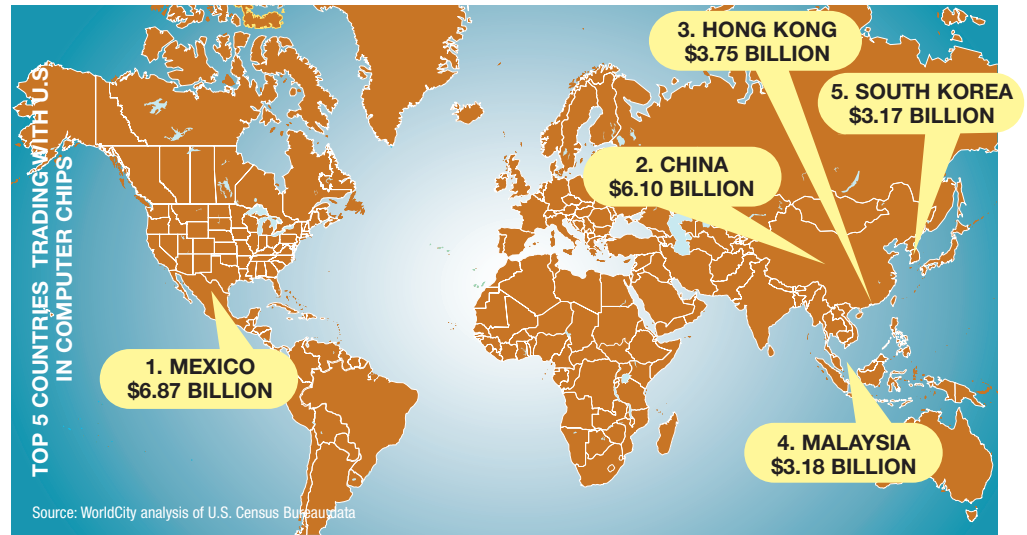 TOP 5 COUNTRIES TRADING WITH U.S.
IN COMPUTER CHIPS
3. HONG KONG
$3.75 BILLION
5. SOUTH KOREA
$3.17 BILLION
2. CHINA
$6.10 BILLION
1. MEXICO
$6.87 BILLION
4. MALAYSIA
$3.18 BILLION
Source: WorldCity analysis of U.S. Census Bureau data